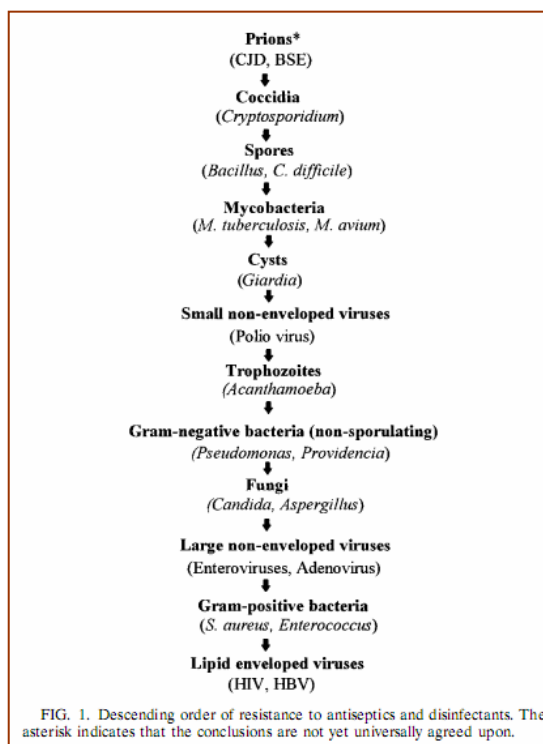 Prions*
(CJD, BSE)
Coccidia
(Cryptosporidium)
Spores
(Bacillus, C. difficile)
Mycobacteria
(M. tuberculosis, M. avium)
Cysts
(Giardia)
Small non-enveloped viruses
(Polio virus)
Trophozoites
(Acanthamoeba)
Gram-negative bacteria (non-sporulating)
(Pseudomonas, Providencia)
Fungi
(Candida, Aspergillus)
Large non-enveloped viruses
(Enteroviruses, Adenovirus)
Gram-positive bacteria
(S. aureus, Enterococcus)
Lipid enveloped viruses
(HIV, HBV)
FIG. 1. Descending order of resistance to antiseptics and disinfectants. The
asterisk indicates that the conclusions are not yet universally agreed upon.